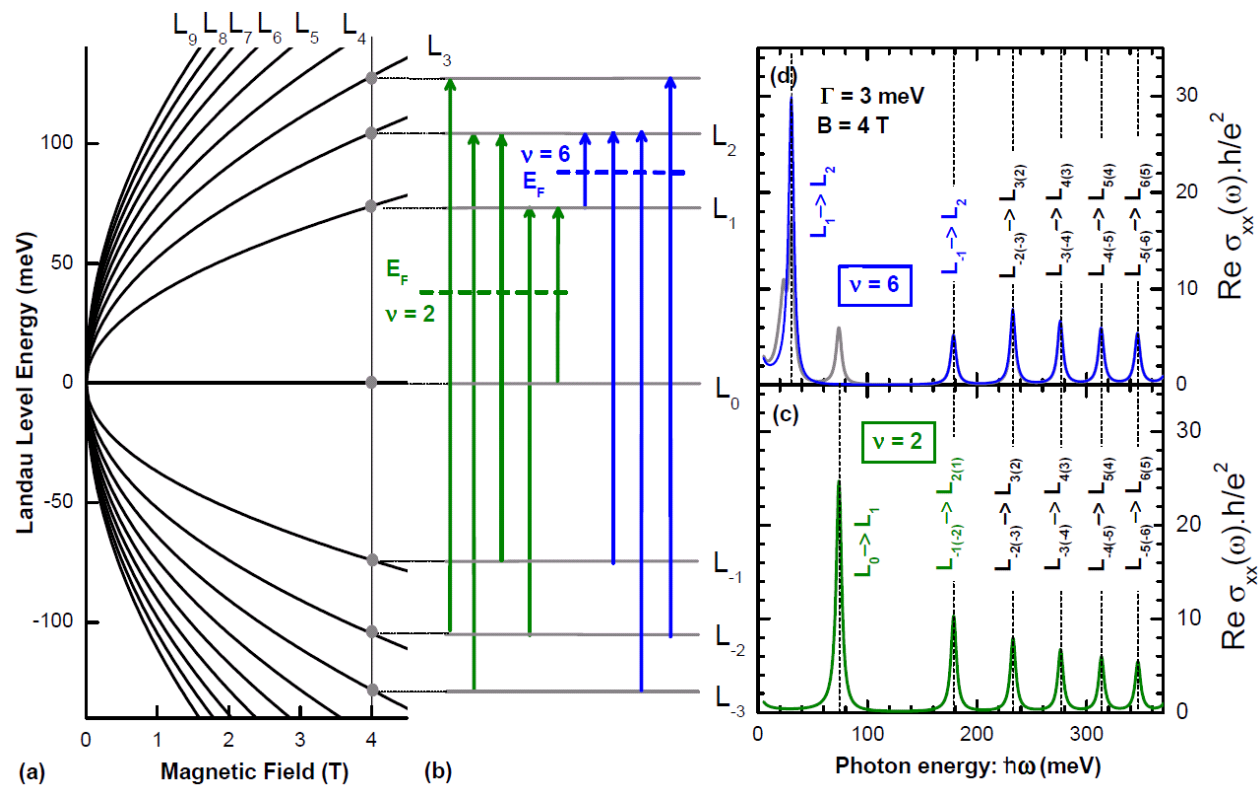 L9 L8 L7 L6 L5 L4
L3
L2
L1
L0
L-1
L-2
L-3
Landau Level Energy (meV)
100
50
0
-50
-100
0 1 2 3 4
(a) Magnetic Field (T) (b)
ν = 6
EF
EF
ν = 2
(d)
Γ = 3 meV
B = 4 T
L1–> L2
L-1–> L2
L-2(-3)–> L3(2)
L-3(-4)–> L4(3)
L-4(-5)–> L5(4)
L-5(-6)–> L6(5)
ν = 6
30
20
10
0
Re σxx(ω).h/e²
(c)
ν = 2
L0–> L1
L-1(-2)–> L2(1)
L-2(-3)–> L3(2)
L-3(-4)–> L4(3)
L-4(-5)–> L5(4)
L-5(-6)–> L6(5)
30
20
10
0
Re σxx(ω).h/e²
0 100 200 300
Photon energy: ħω (meV)